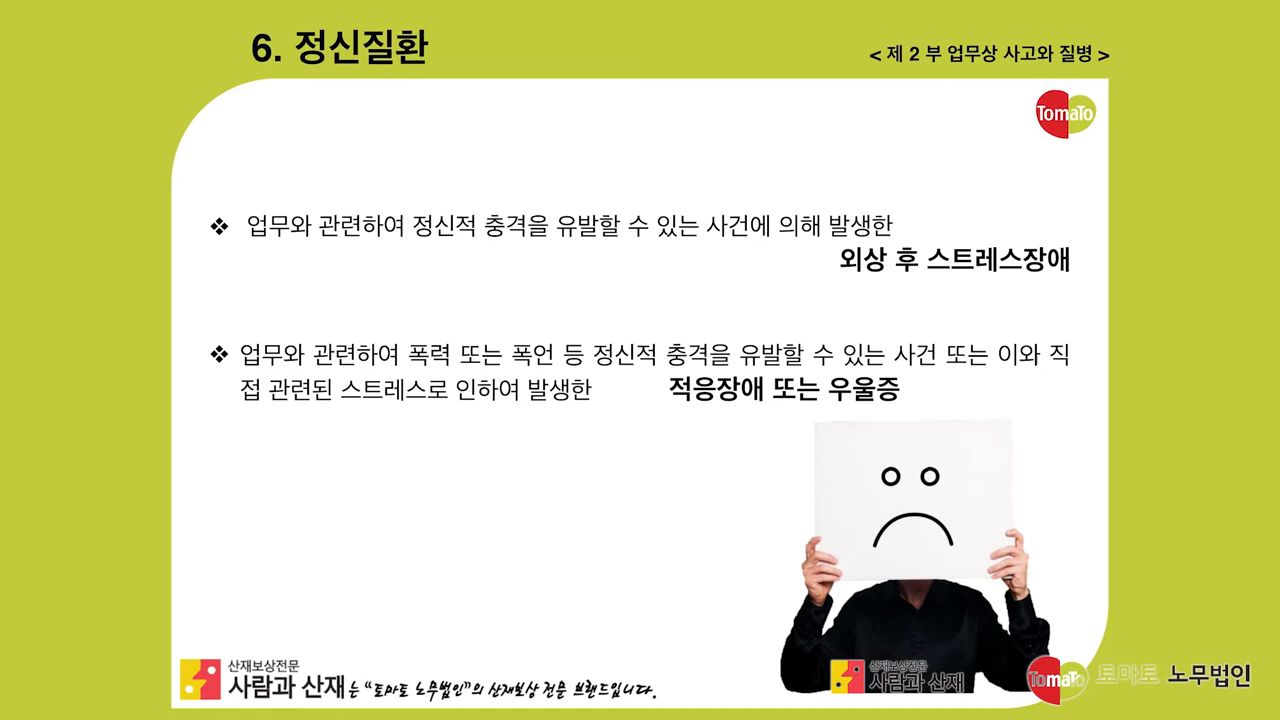 6. 정신질환
< 제 2 부 업무상 사고와 질병 >
TomaTo
❖ 업무와 관련하여 정신적 충격을 유발할 수 있는 사건에 의해 발생한
외상 후 스트레스장애
❖ 업무와 관련하여 폭력 또는 폭언 등 정신적 충격을 유발할 수 있는 사건 또는 이와 직
접 관련된 스트레스로 인하여 발생한 적응장애 또는 우울증
산재보상전문
사람과 산재는 “토마토 노무법인”의 산재보상 전문 브랜드입니다.
산재보상전문
사람과 산재
TomaTo 토마토 노무법인